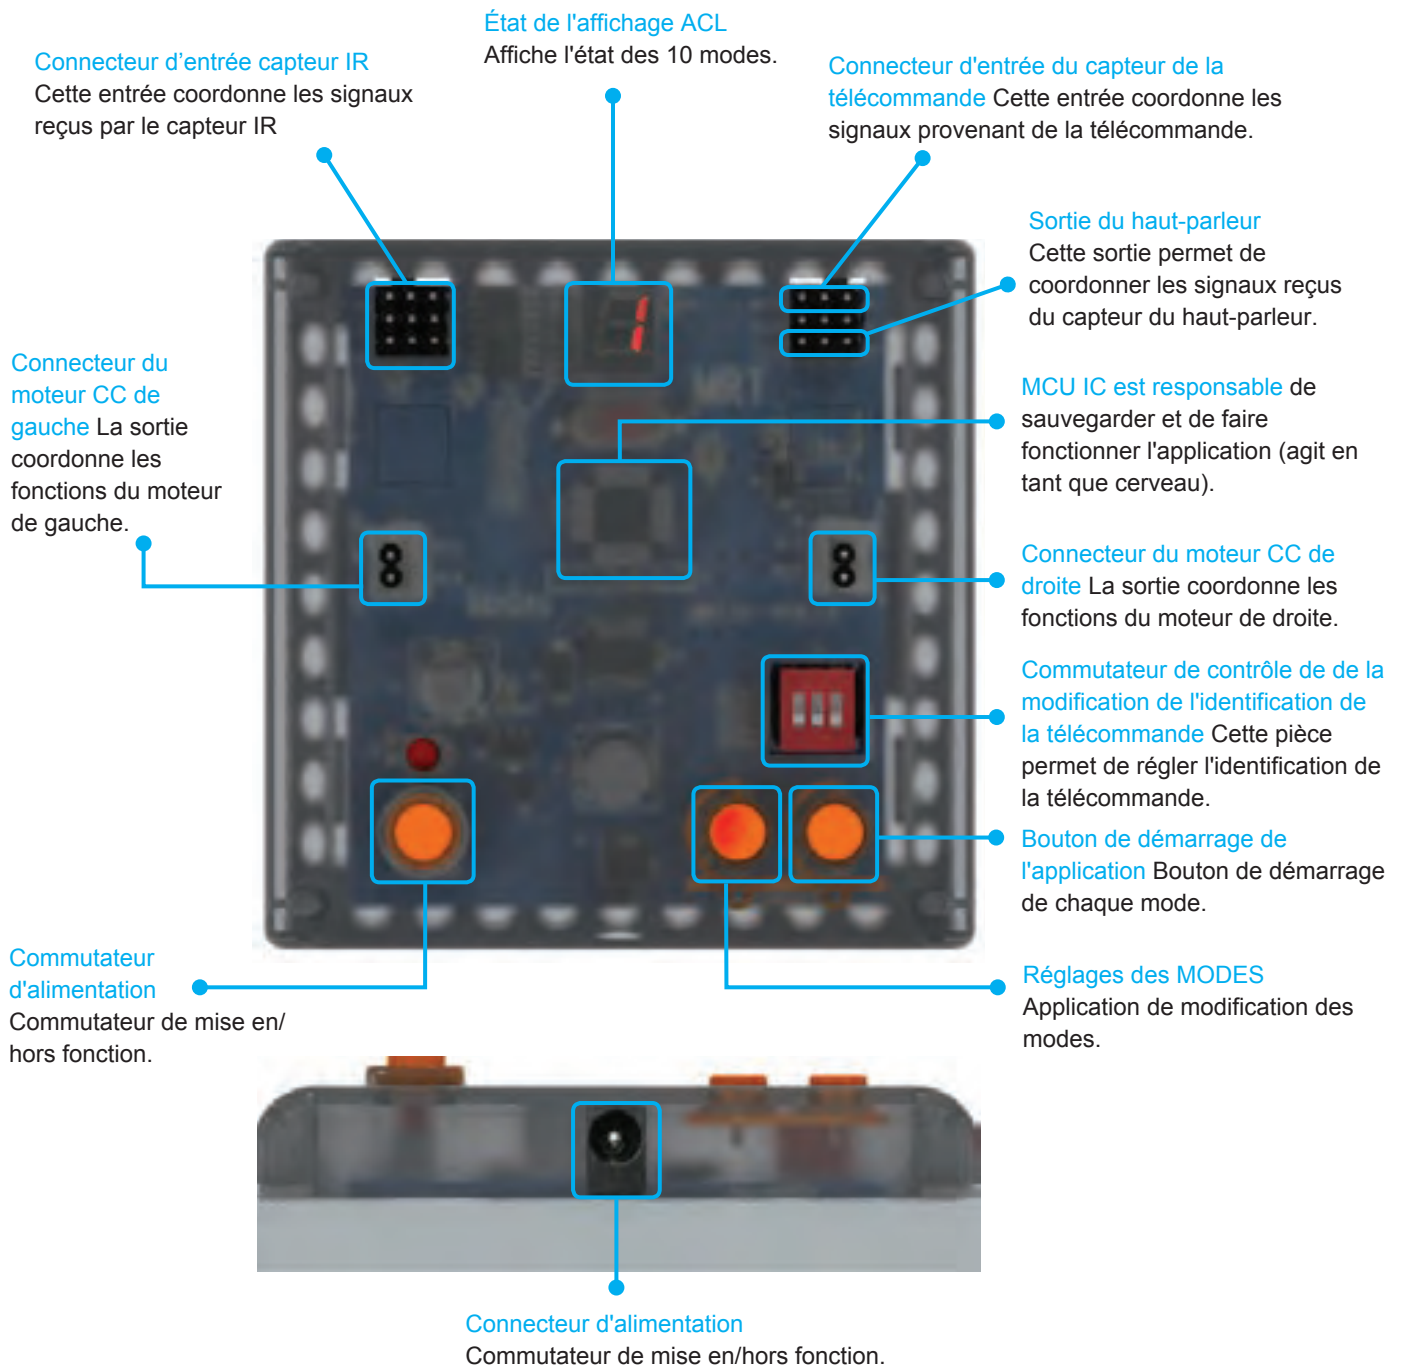 État de l'affichage ACL
Affiche l'état des 10 modes.
Connecteur d'entrée capteur IR
Cette entrée coordonne les signaux
reçus par le capteur IR
Connecteur d'entrée du capteur de la
télécommande Cette entrée coordonne les
signaux provenant de la télécommande.
Sortie du haut-parleur
Cette sortie permet de
coordonner les signaux reçus
du capteur du haut-parleur.
Connecteur du
moteur CC de
gauche La sortie
coordonne les
fonctions du moteur
de gauche.
1
MRT
MCU IC est responsable de
sauvegarder et de faire
fonctionner l'application (agit en
tant que cerveau).
Connecteur du moteur CC de
droite La sortie coordonne les
fonctions du moteur de droite.
Commutateur de contrôle de de la
modification de l'identification de
la télécommande Cette pièce
permet de régler l'identification de
la télécommande.
Bouton de démarrage de
l'application Bouton de démarrage
de chaque mode.
Commutateur
d'alimentation
Commutateur de mise en/
hors fonction.
Réglages des MODES
Application de modification des
modes.
Connecteur d'alimentation
Commutateur de mise en/hors fonction.